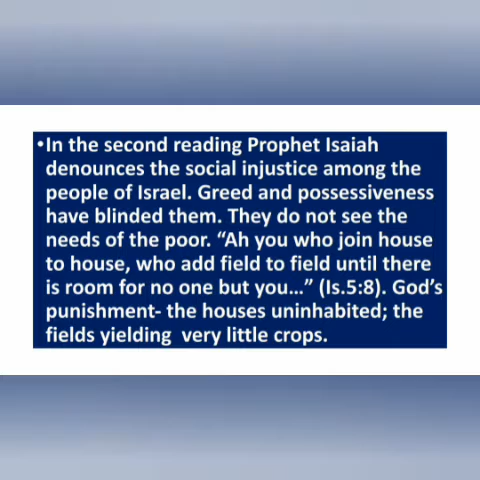 •In the second reading Prophet Isaiah
denounces the social injustice among the
people of Israel. Greed and possessiveness
have blinded them. They do not see the
needs of the poor. “Ah you who join house
to house, who add field to field until there
is room for no one but you...” (Is.5:8). God’s
punishment- the houses uninhabited; the
fields yielding  very little crops.